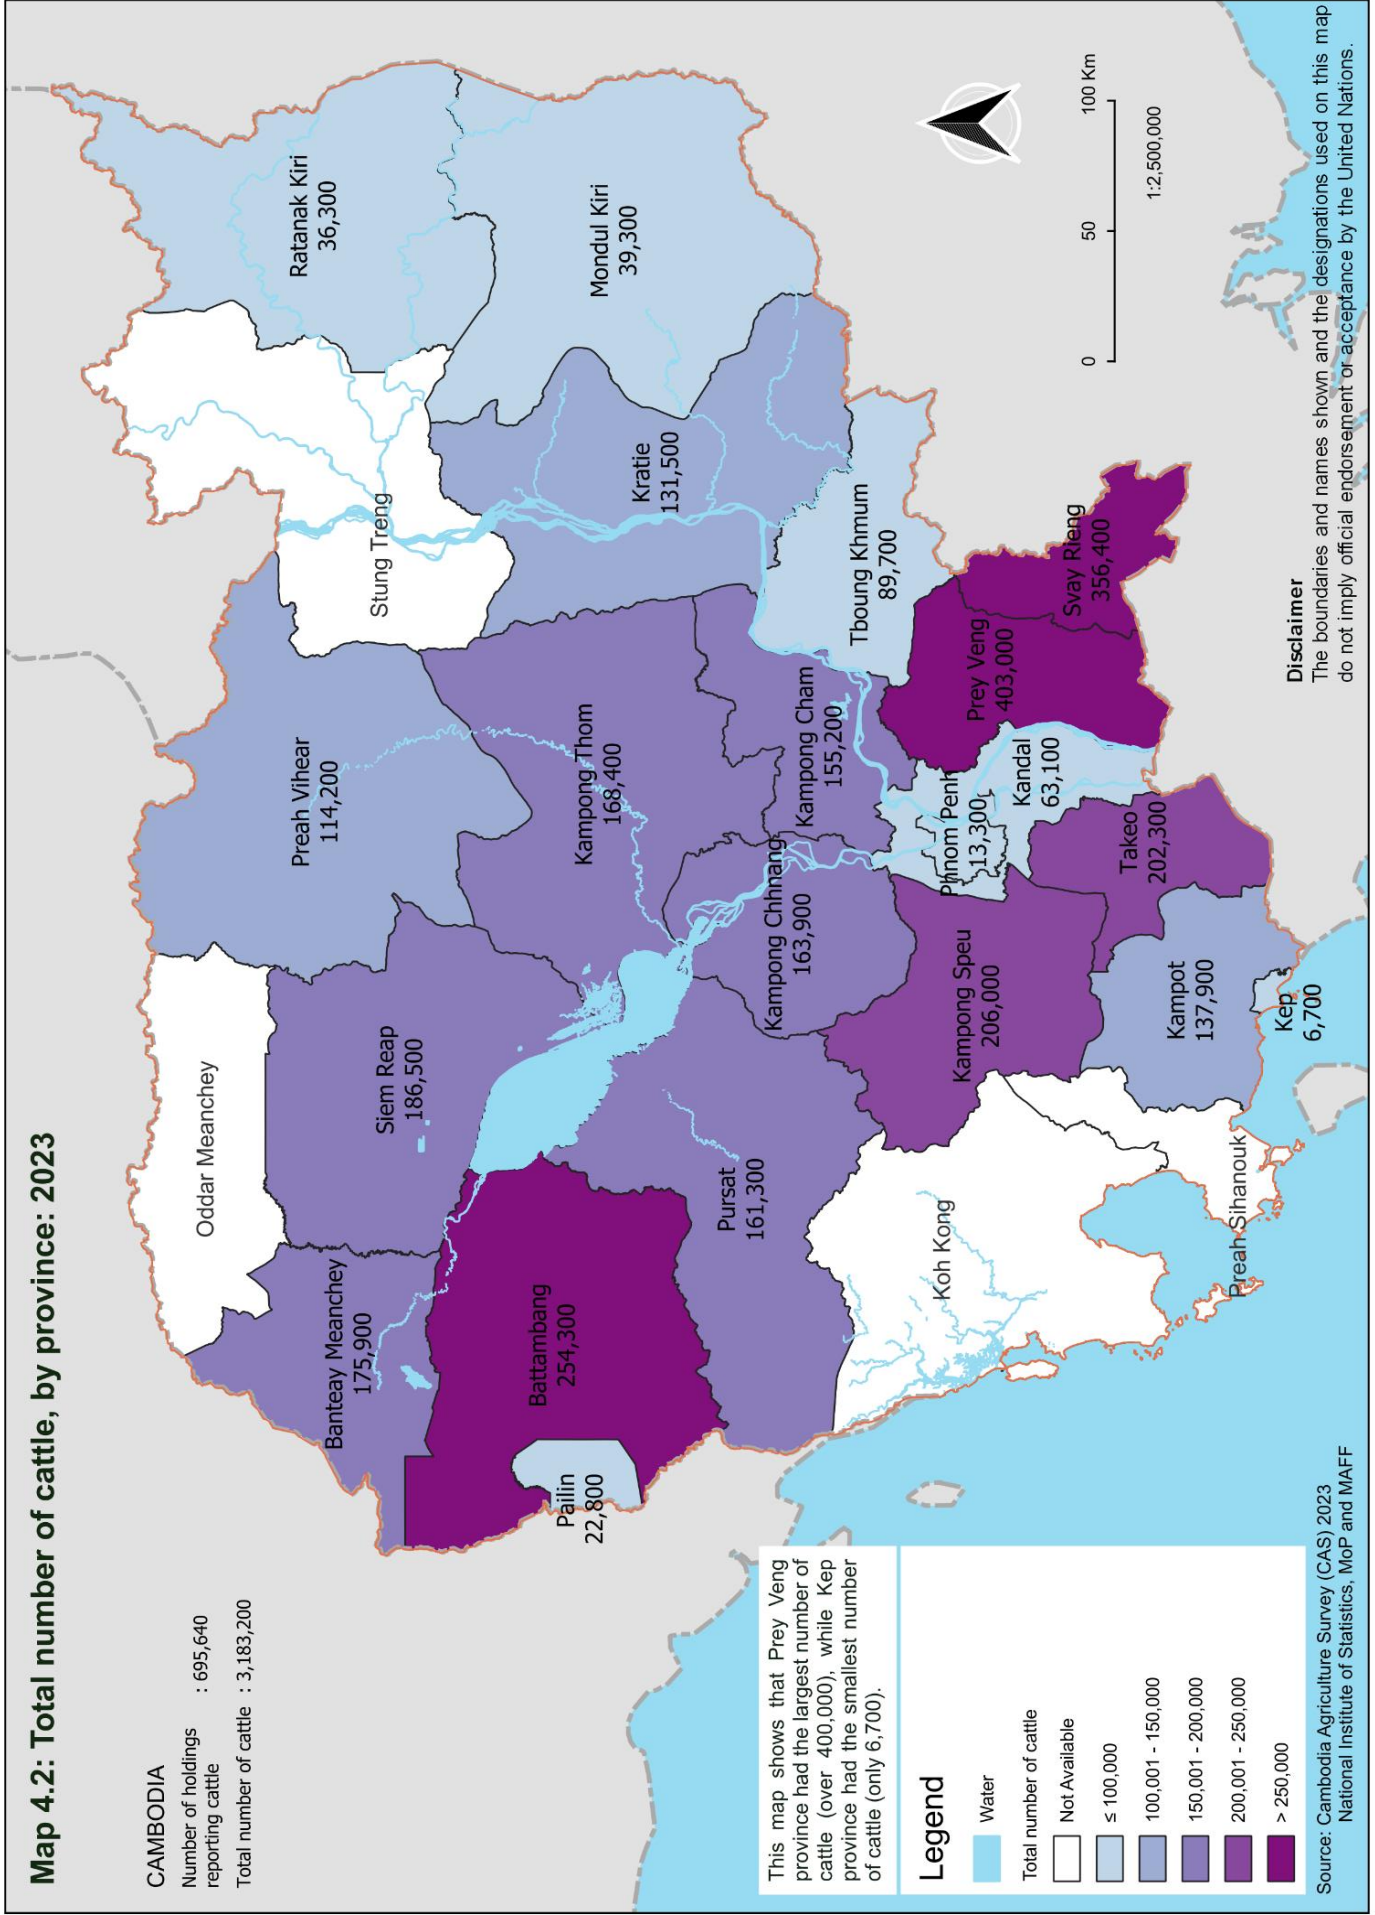 Map 4.2: Total number of cattle, by province: 2023
CAMBODIA
Number of holdings
reporting cattle : 695,640
Total number of cattle : 3,183,200
Oddar Meanchey
Banteay Meanchey
175,900
Siem Reap
186,500
Preah Vihear
114,200
Stung Treng
Ratanak Kiri
36,300
Battambang
254,300
Pailin
22,800
Kampong Thom
168,400
Kratie
131,500
Mondul Kiri
39,300
Pursat
161,300
Kampong Chhnang
163,900
Kampong Cham
155,200
Tboung Khmum
89,700
Koh Kong
Kampong Speu
206,000
Phnom Penh
13,300
Kandal
63,100
Prey Veng
403,000
Svay Rieng
356,400
Takeo
202,300
Kampot
137,900
Kep
6,700
Preah Sihanouk
This map shows that Prey Veng
province had the largest number of
cattle (over 400,000), while Kep
province had the smallest number
of cattle (only 6,700).
Legend
Water
Total number of cattle
Not Available
≤ 100,000
100,001 - 150,000
150,001 - 200,000
200,001 - 250,000
> 250,000
0 50 100 Km
1:2,500,000
Source: Cambodia Agriculture Survey (CAS) 2023
National Institute of Statistics, MoP and MAFF
Disclaimer
The boundaries and names shown and the designations used on this map
do not imply official endorsement or acceptance by the United Nations.